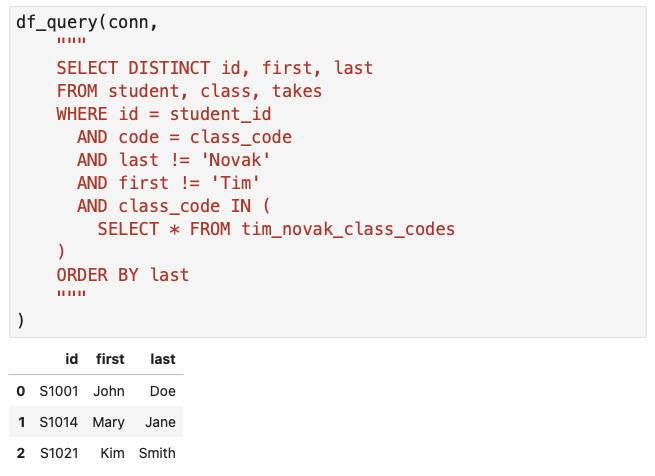 df_query(conn,
"""
SELECT DISTINCT id, first, last
FROM student, class, takes
WHERE id = student_id
AND code = class_code
AND last != 'Novak'
AND first != 'Tim'
AND class_code IN (
SELECT * FROM tim_novak_class_codes
)
ORDER BY last
"""
)
id first last
0 S1001 John Doe
1 S1014 Mary Jane
2 S1021 Kim Smith